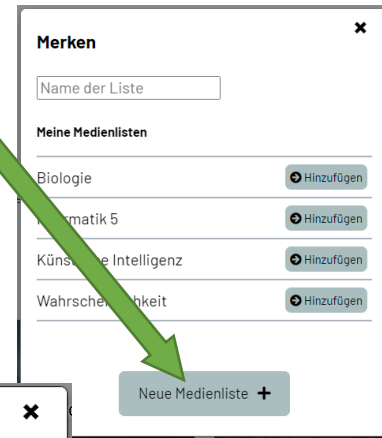 Merken
Name der Liste
Meine Medienlisten
Biologie Hinzufügen
5 Hinzufügen
Intelligenz Hinzufügen
Hinzufügen
Neue Medienliste